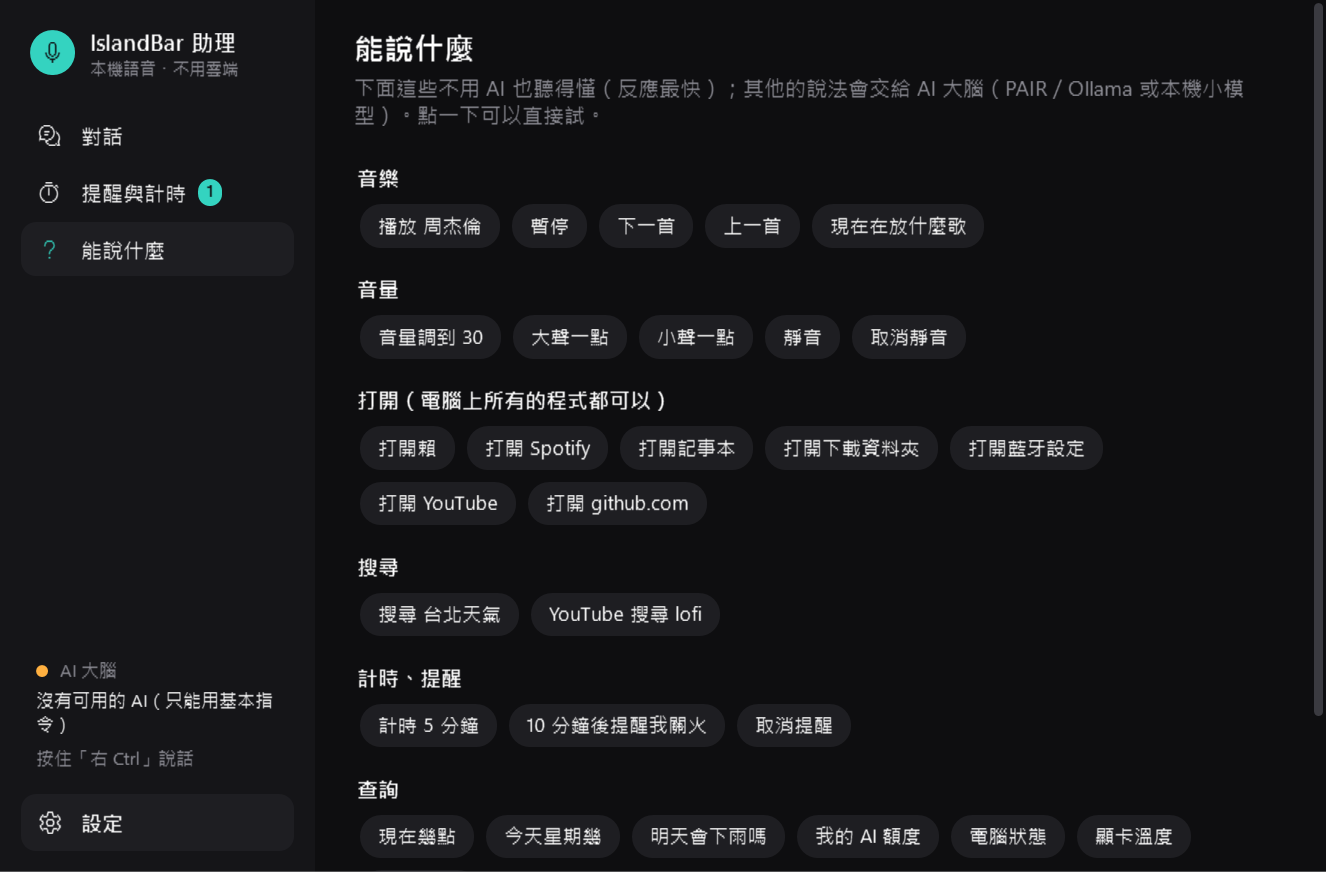 IslandBar 助理
本機語音 · 不用雲端
對話
提醒與計時 1
? 能說什麼
AI 大腦
沒有可用的 AI（只能用基本指
令）
按住「右 Ctrl」說話
設定
能說什麼
下面這些不用 AI 也聽得懂（反應最快）；其他的說法會交給 AI 大腦（PAIR / Ollama 或本機小模
型）。點一下可以直接試。
音樂
播放 周杰倫 暫停 下一首 上一首 現在在放什麼歌
音量
音量調到 30 大聲一點 小聲一點 靜音 取消靜音
打開（電腦上所有的程式都可以）
打開賴 打開 Spotify 打開記事本 打開下載資料夾 打開藍牙設定
打開 YouTube 打開 github.com
搜尋
搜尋 台北天氣 YouTube 搜尋 lofi
計時、提醒
計時 5 分鐘 10 分鐘後提醒我關火 取消提醒
查詢
現在幾點 今天星期幾 明天會下雨嗎 我的 AI 額度 電腦狀態 顯卡溫度